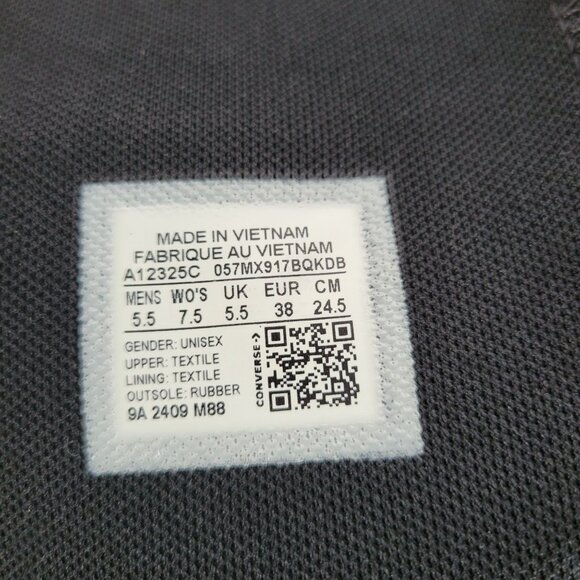 MADE IN VIETNAM
FABRIQUE AU VIETNAM
A12325C 057MX917BQKDB
MENS WO'S UK EUR CM
5.5 7.5 5.5 38 24.5
GENDER: UNISEX
UPPER: TEXTILE
LINING: TEXTILE
OUTSOLE: RUBBER
9A 2409 M88
CONVERSE